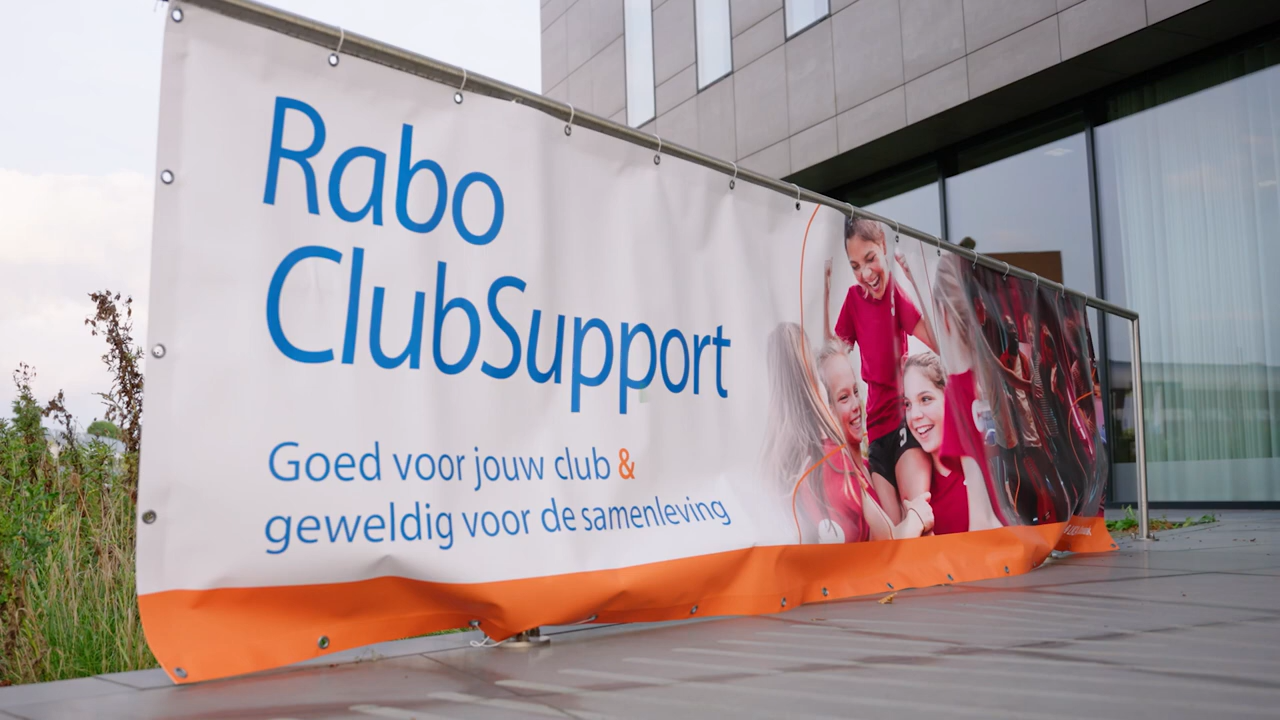 Rabo
ClubSupport
Goed voor jouw club &
geweldig voor de samenleving